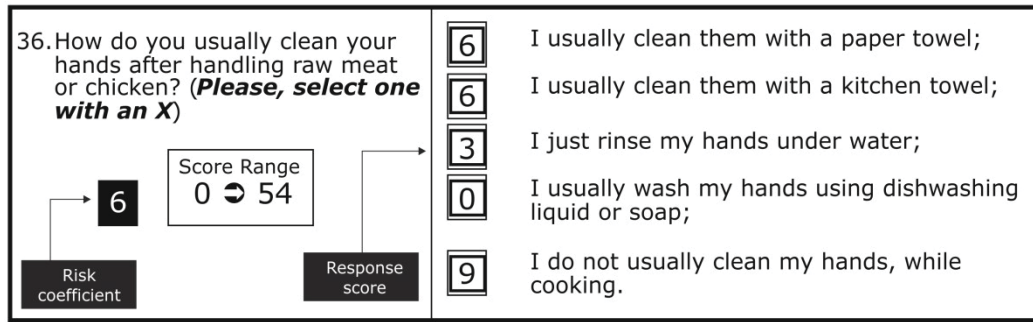 36. How do you usually clean your
hands after handling raw meat
or chicken? (Please, select one
with an X)
Score Range
0 ➲ 54
6
Risk
coefficient
Response
score
6 I usually clean them with a paper towel;
6 I usually clean them with a kitchen towel;
3 I just rinse my hands under water;
0 I usually wash my hands using dishwashing
liquid or soap;
9 I do not usually clean my hands, while
cooking.